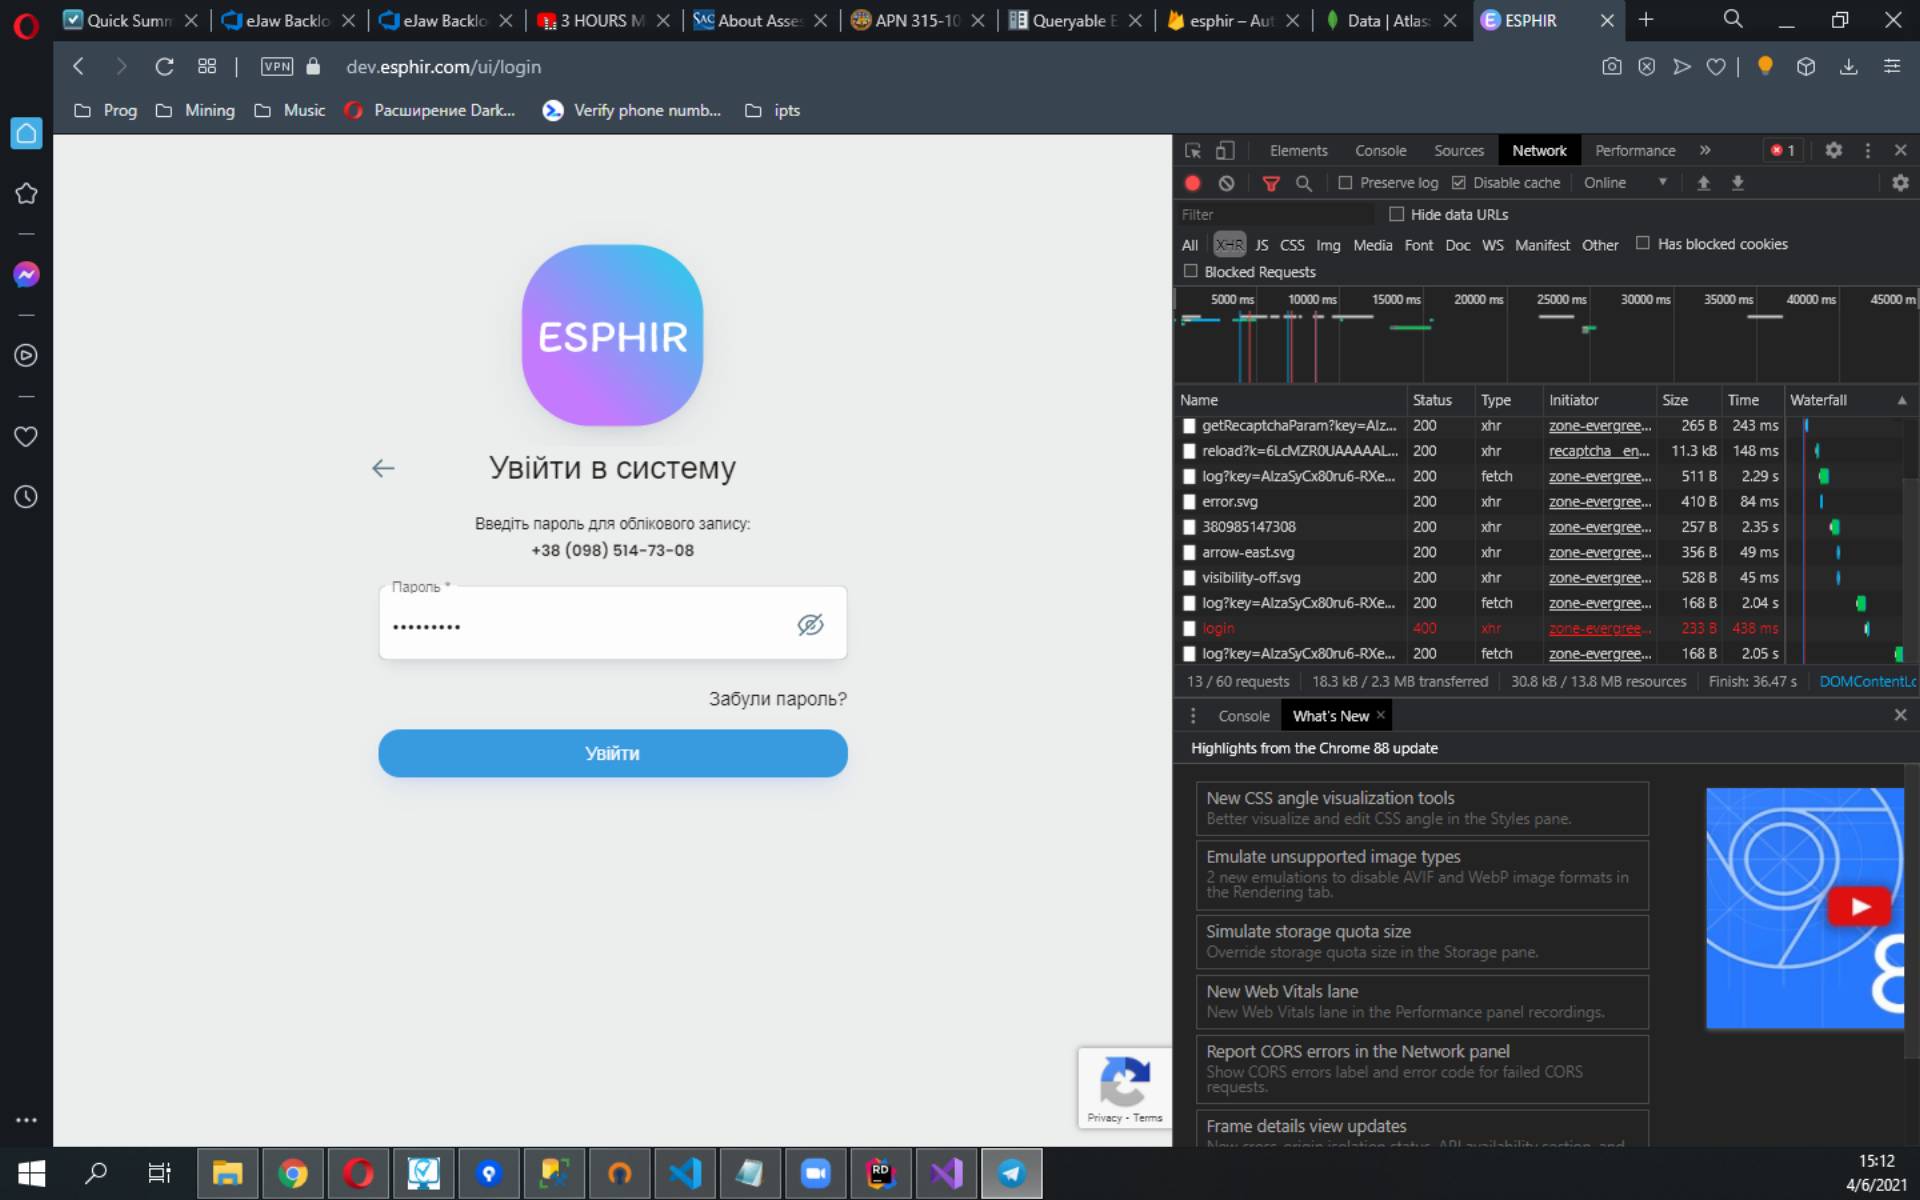 Quick Summ
eJaw Backlo
eJaw Backlo
3 HOURS M
About Asses
APN 315-10
Queryable E
esphir – Aut
Data | Atlas
ESPHIR
VPN
dev.esphir.com/ui/login
Prog
Mining
Music
Расширение Dark...
Verify phone numb...
ipts
ESPHIR
Увійти в систему
Введіть пароль для облікового запису:
+38 (098) 514-73-08
Пароль *
•••••••••
Забули пароль?
Увійти
Privacy - Terms
Elements
Console
Sources
Network
Performance
1
Preserve log
Disable cache
Online
Filter
Hide data URLs
All XHR JS CSS Img Media Font Doc WS Manifest Other
Has blocked cookies
Blocked Requests
5000 ms 10000 ms 15000 ms 20000 ms 25000 ms 30000 ms 35000 ms 40000 ms 45000 m
Name Status Type Initiator Size Time Waterfall
getRecaptchaParam?key=AIz... 200 xhr zone-evergree... 265 B 243 ms
reload?k=6LcMZR0UAAAAAL... 200 xhr recaptcha__en... 11.3 kB 148 ms
log?key=AIzaSyCx80ru6-RXe... 200 fetch zone-evergree... 511 B 2.29 s
error.svg 200 xhr zone-evergree... 410 B 84 ms
380985147308 200 xhr zone-evergree... 257 B 2.35 s
arrow-east.svg 200 xhr zone-evergree... 356 B 49 ms
visibility-off.svg 200 xhr zone-evergree... 528 B 45 ms
log?key=AIzaSyCx80ru6-RXe... 200 fetch zone-evergree... 168 B 2.04 s
login 400 xhr zone-evergree... 233 B 438 ms
log?key=AIzaSyCx80ru6-RXe... 200 fetch zone-evergree... 168 B 2.05 s
13 / 60 requests 18.3 kB / 2.3 MB transferred 30.8 kB / 13.8 MB resources Finish: 36.47 s DOMContentLo
Console
What's New
Highlights from the Chrome 88 update
New CSS angle visualization tools
Better visualize and edit CSS angle in the Styles pane.
Emulate unsupported image types
2 new emulations to disable AVIF and WebP image formats in
the Rendering tab.
Simulate storage quota size
Override storage quota size in the Storage pane.
New Web Vitals lane
New Web Vitals lane in the Performance panel recordings.
Report CORS errors in the Network panel
Show CORS errors label and error code for failed CORS
requests.
Frame details view updates
New cross-origin isolation status, API availability section, and
8
RD
15:12
4/6/2021